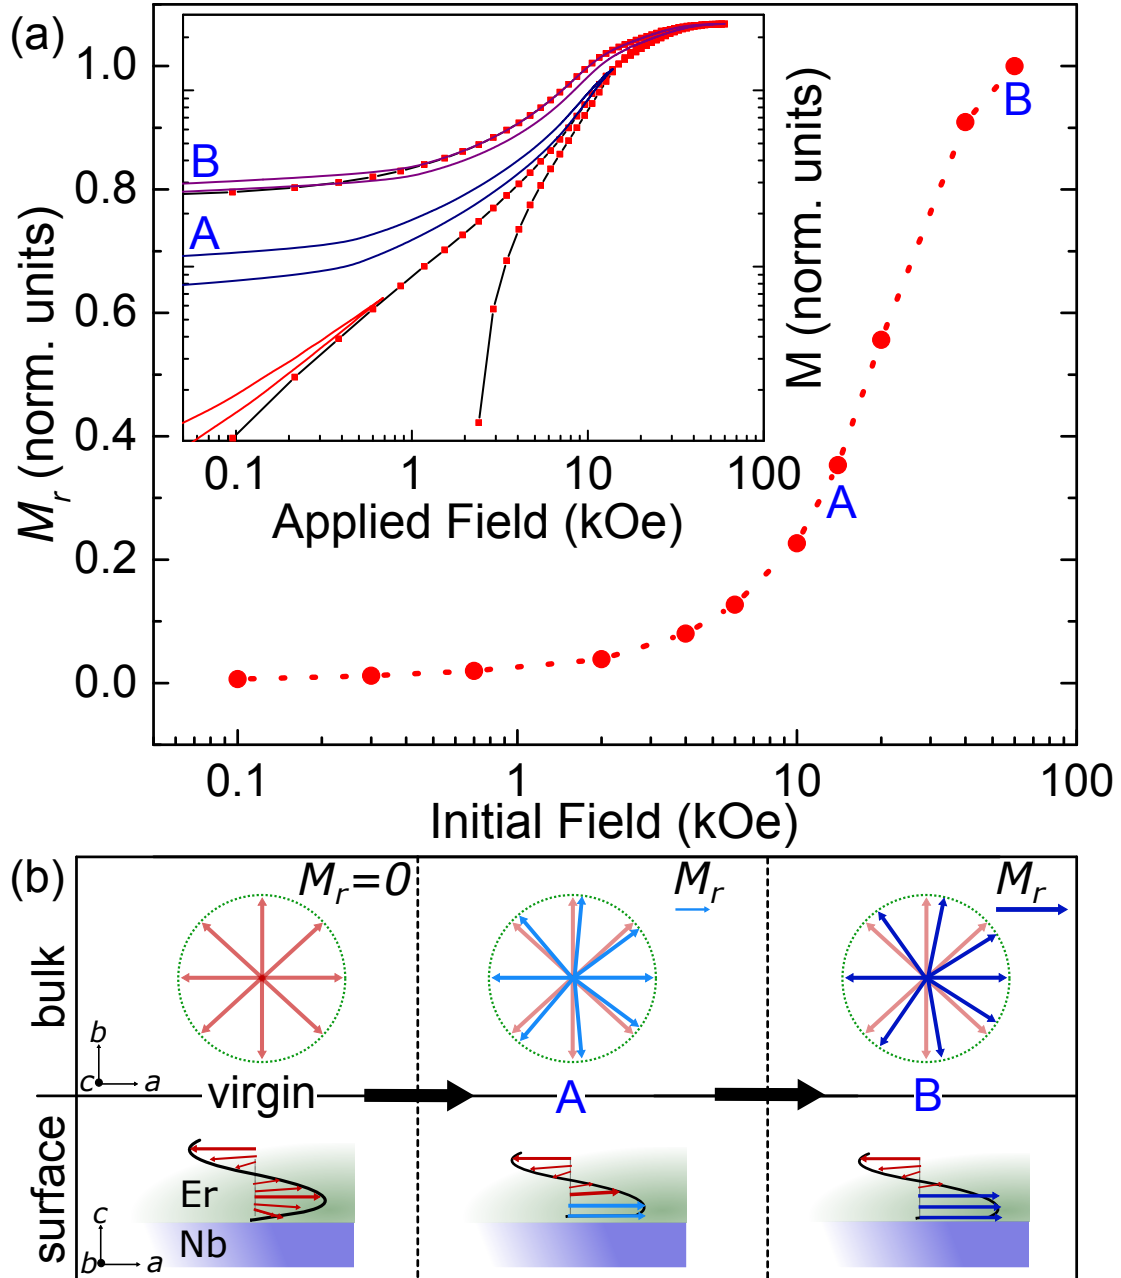 (a)
M_r (norm. units)
1.0
0.8
0.6
0.4
0.2
0.0
B
A
0.1
1
10
100
Applied Field (kOe)
M (norm. units)
B
A
0.1
1
10
100
Initial Field (kOe)
(b)
bulk
M_r=0
M_r
M_r
b
c
a
virgin
A
B
surface
Er
Nb
c
b
a